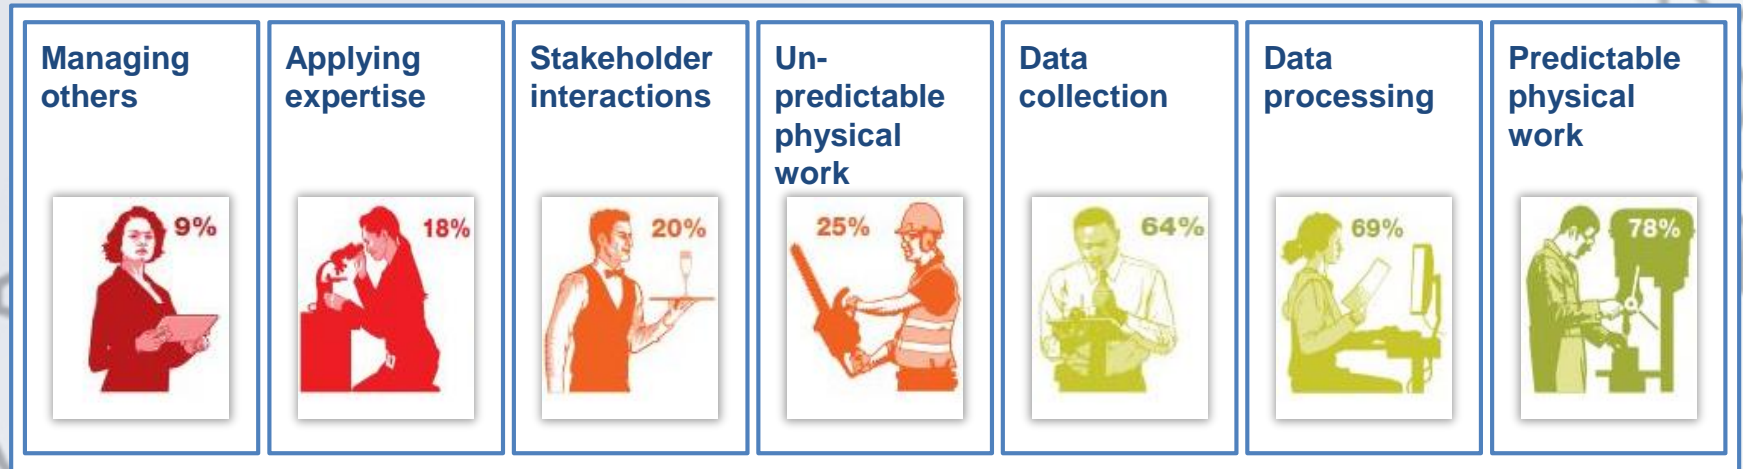 Managing
others
9%
Applying
expertise
18%
Stakeholder
interactions
20%
Un-
predictable
physical
work
25%
Data
collection
64%
Data
processing
69%
Predictable
physical
work
78%